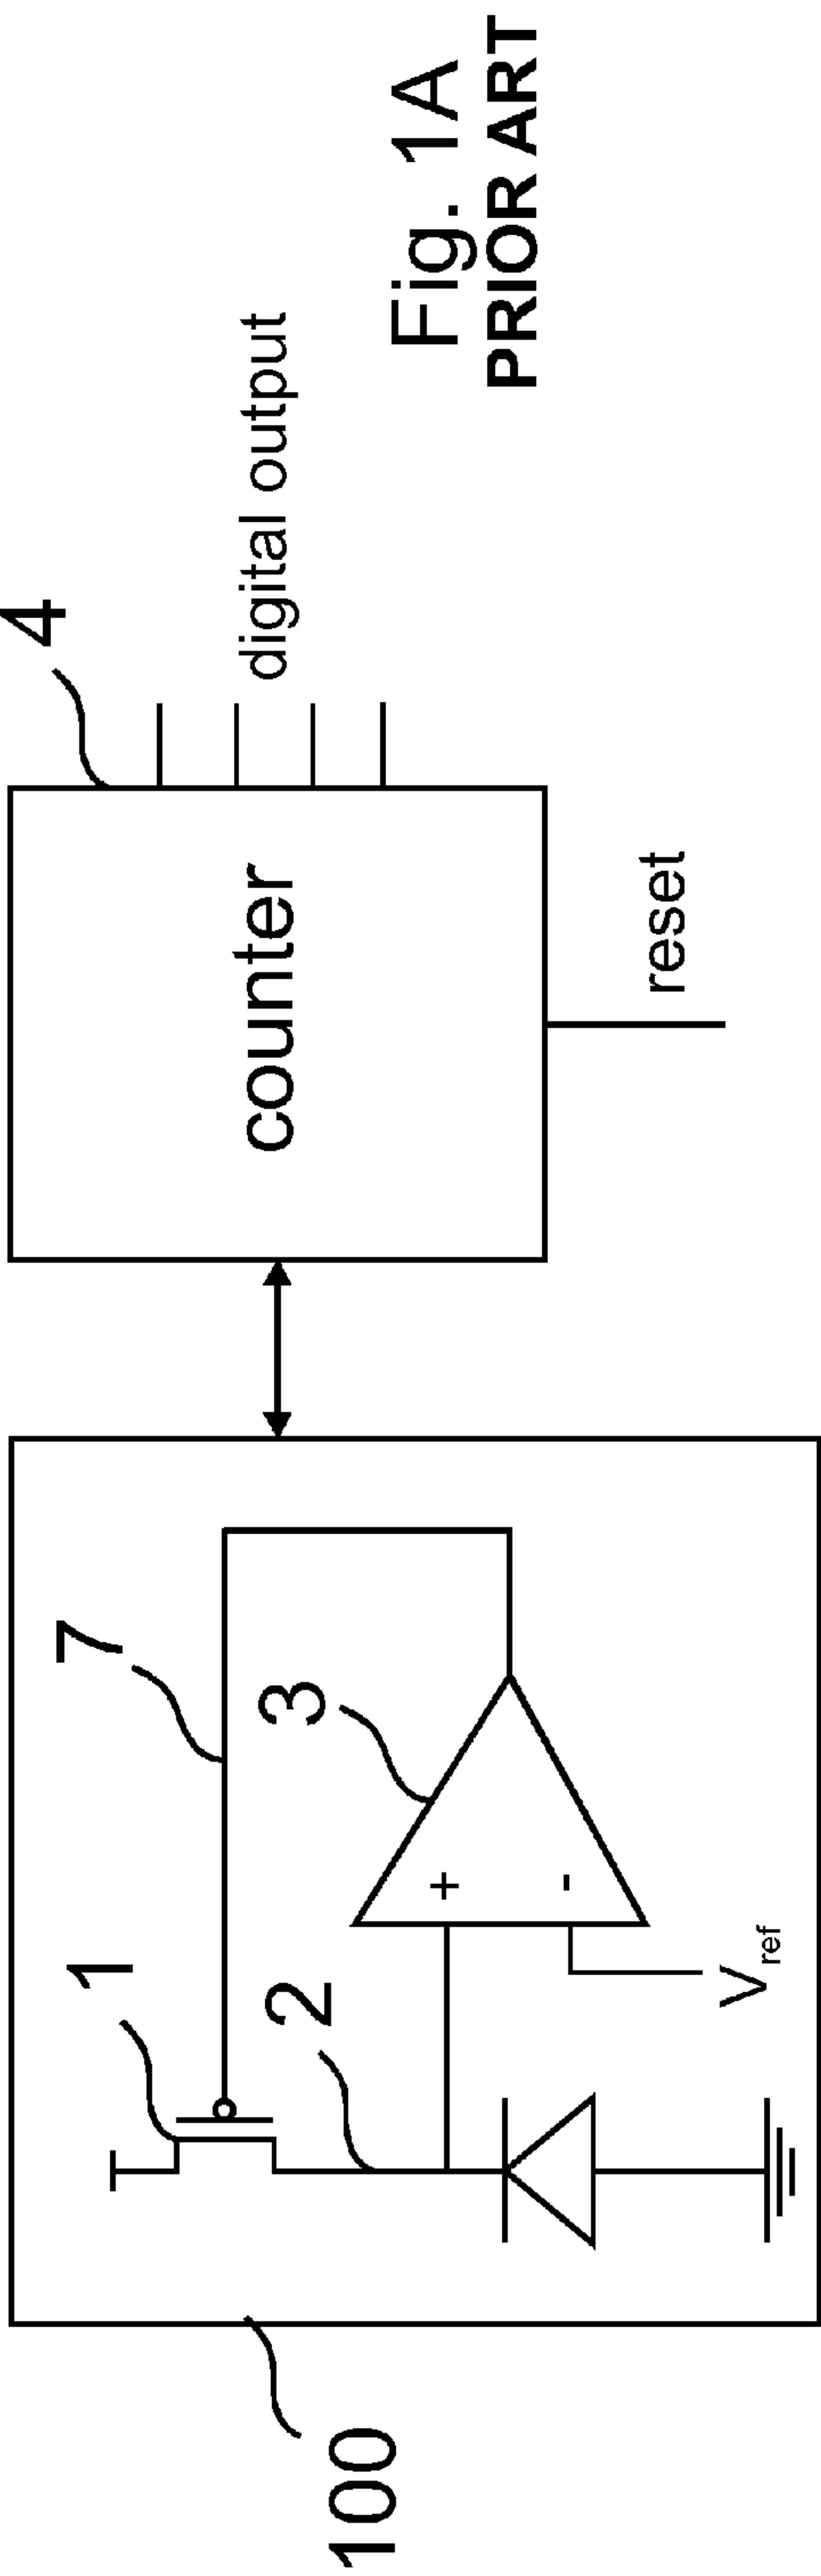 100
1
7
2
3
+
-
V ref
4
counter
reset
digital output
Fig. 1A
PRIOR ART